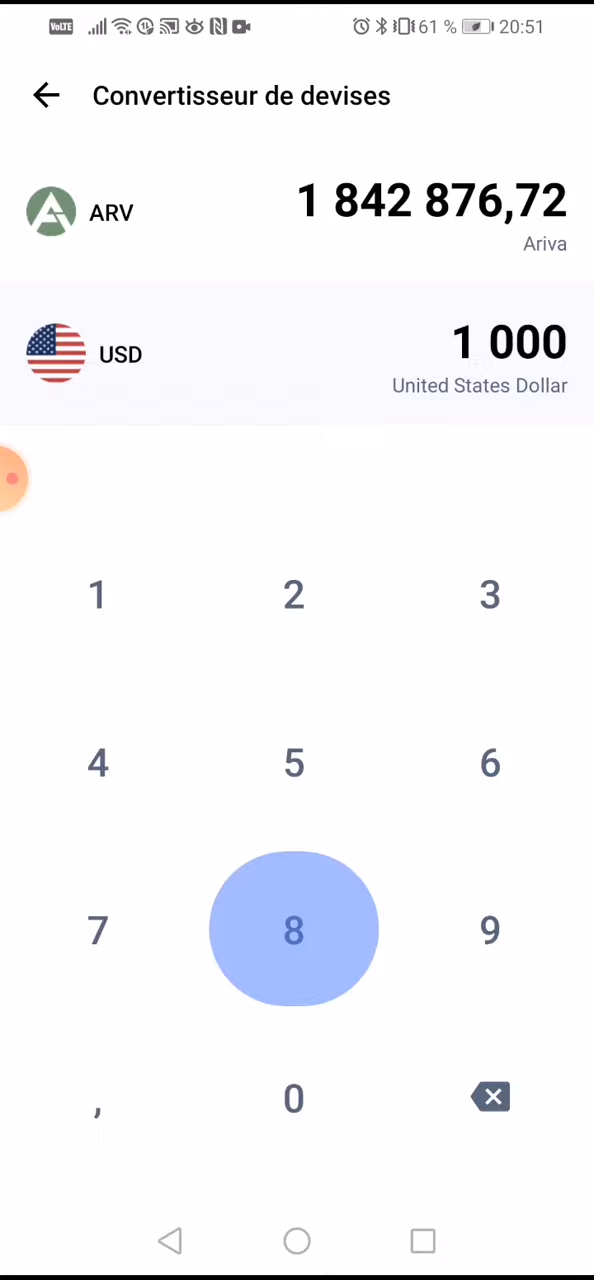 VoLTE 61 % 20:51
Convertisseur de devises
ARV 1 842 876,72
Ariva
USD 1 000
United States Dollar
1 2 3
4 5 6
7 8 9
, 0